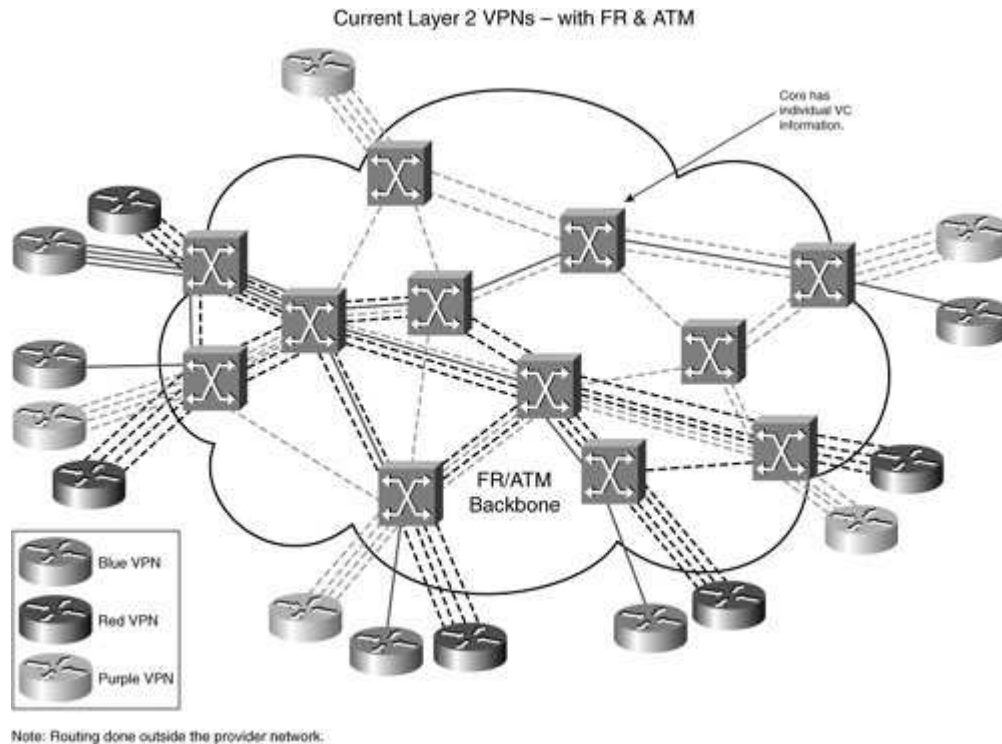 Current Layer 2 VPNs – with FR & ATM
Core has
individual VC
information.
FR/ATM
Backbone
Blue VPN
Red VPN
Purple VPN
Note: Routing done outside the provider network.